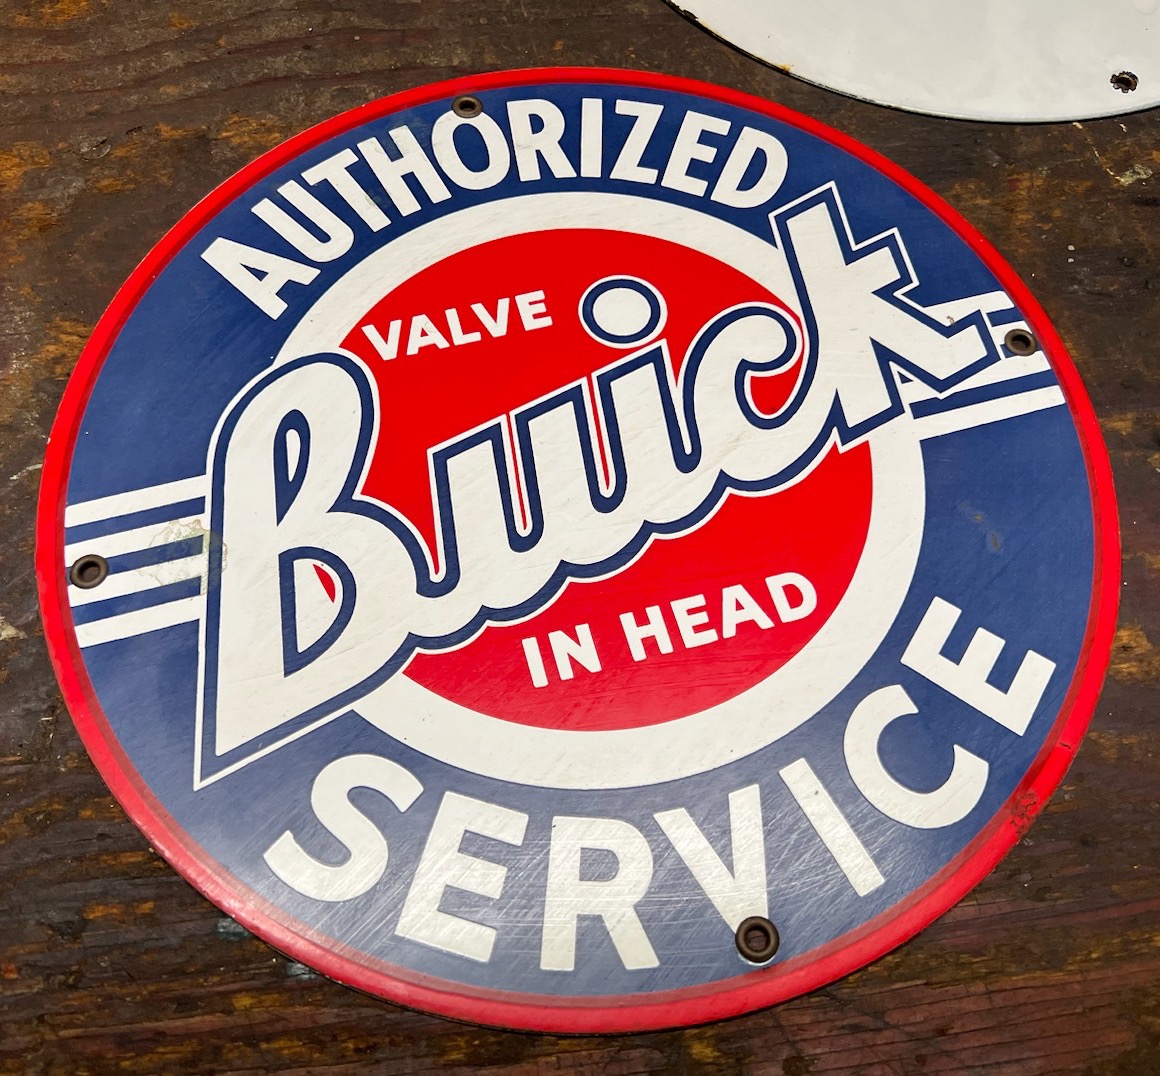 AUTHORIZED
VALVE
Buick
IN HEAD
SERVICE